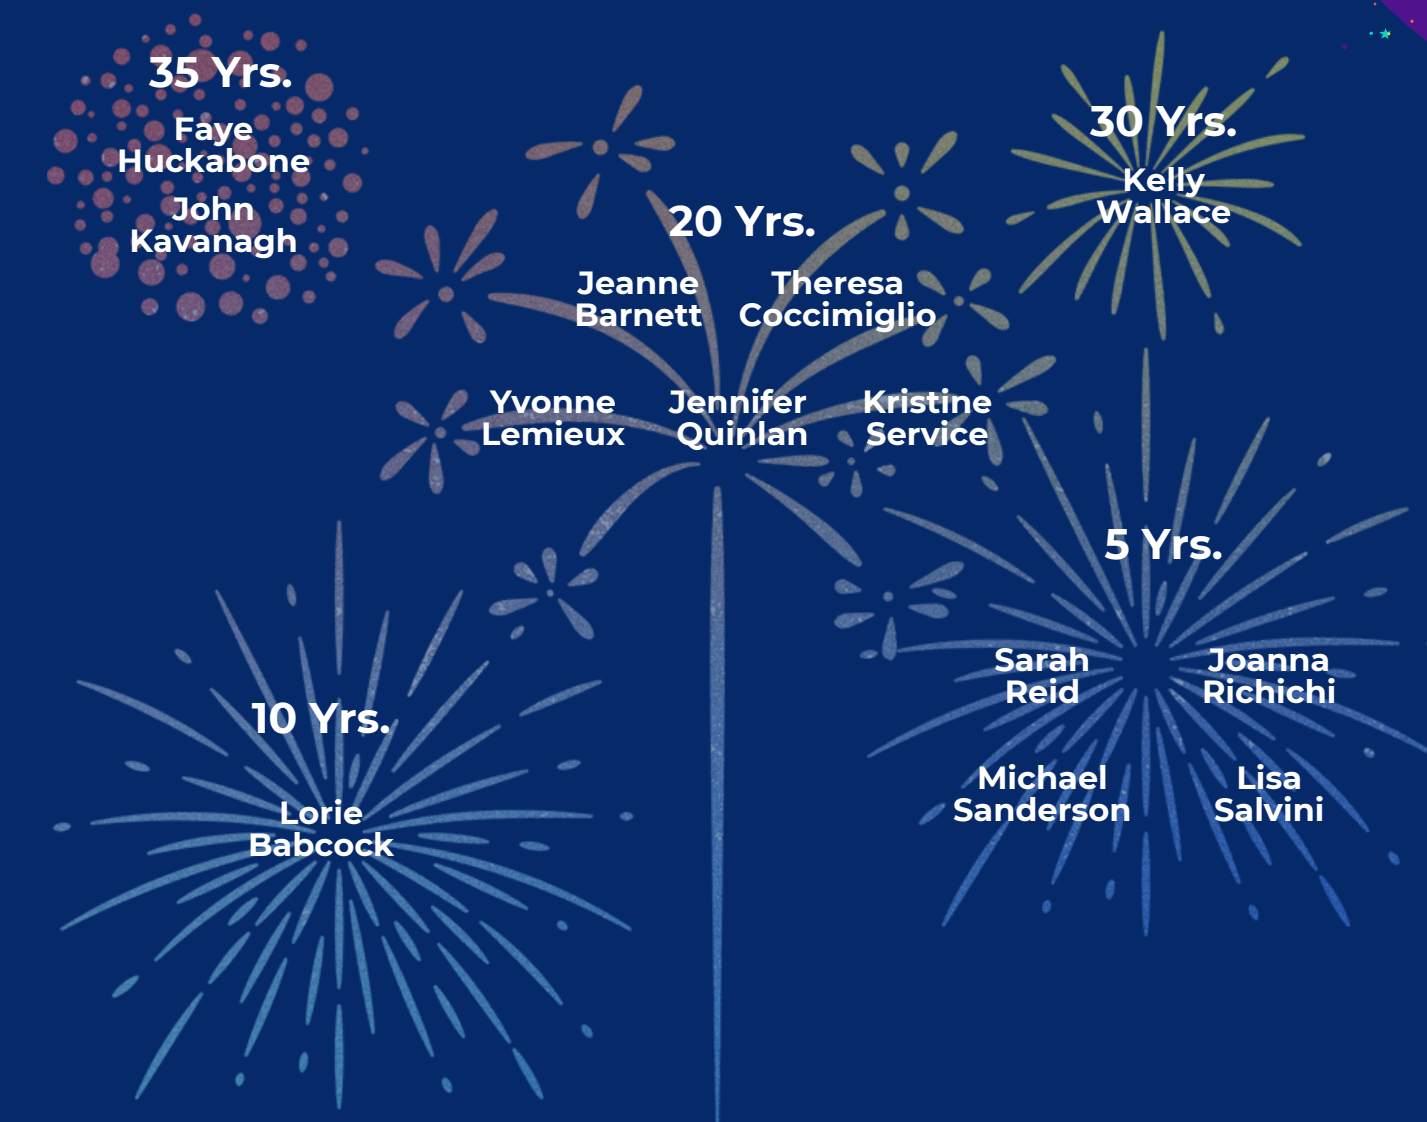 35 Yrs.
Faye
Huckabone
John
Kavanagh
30 Yrs.
Kelly
Wallace
20 Yrs.
Jeanne
Barnett
Theresa
Coccimiglio
Yvonne
Lemieux
Jennifer
Quinlan
Kristine
Service
10 Yrs.
Lorie
Babcock
5 Yrs.
Sarah
Reid
Joanna
Richichi
Michael
Sanderson
Lisa
Salvini